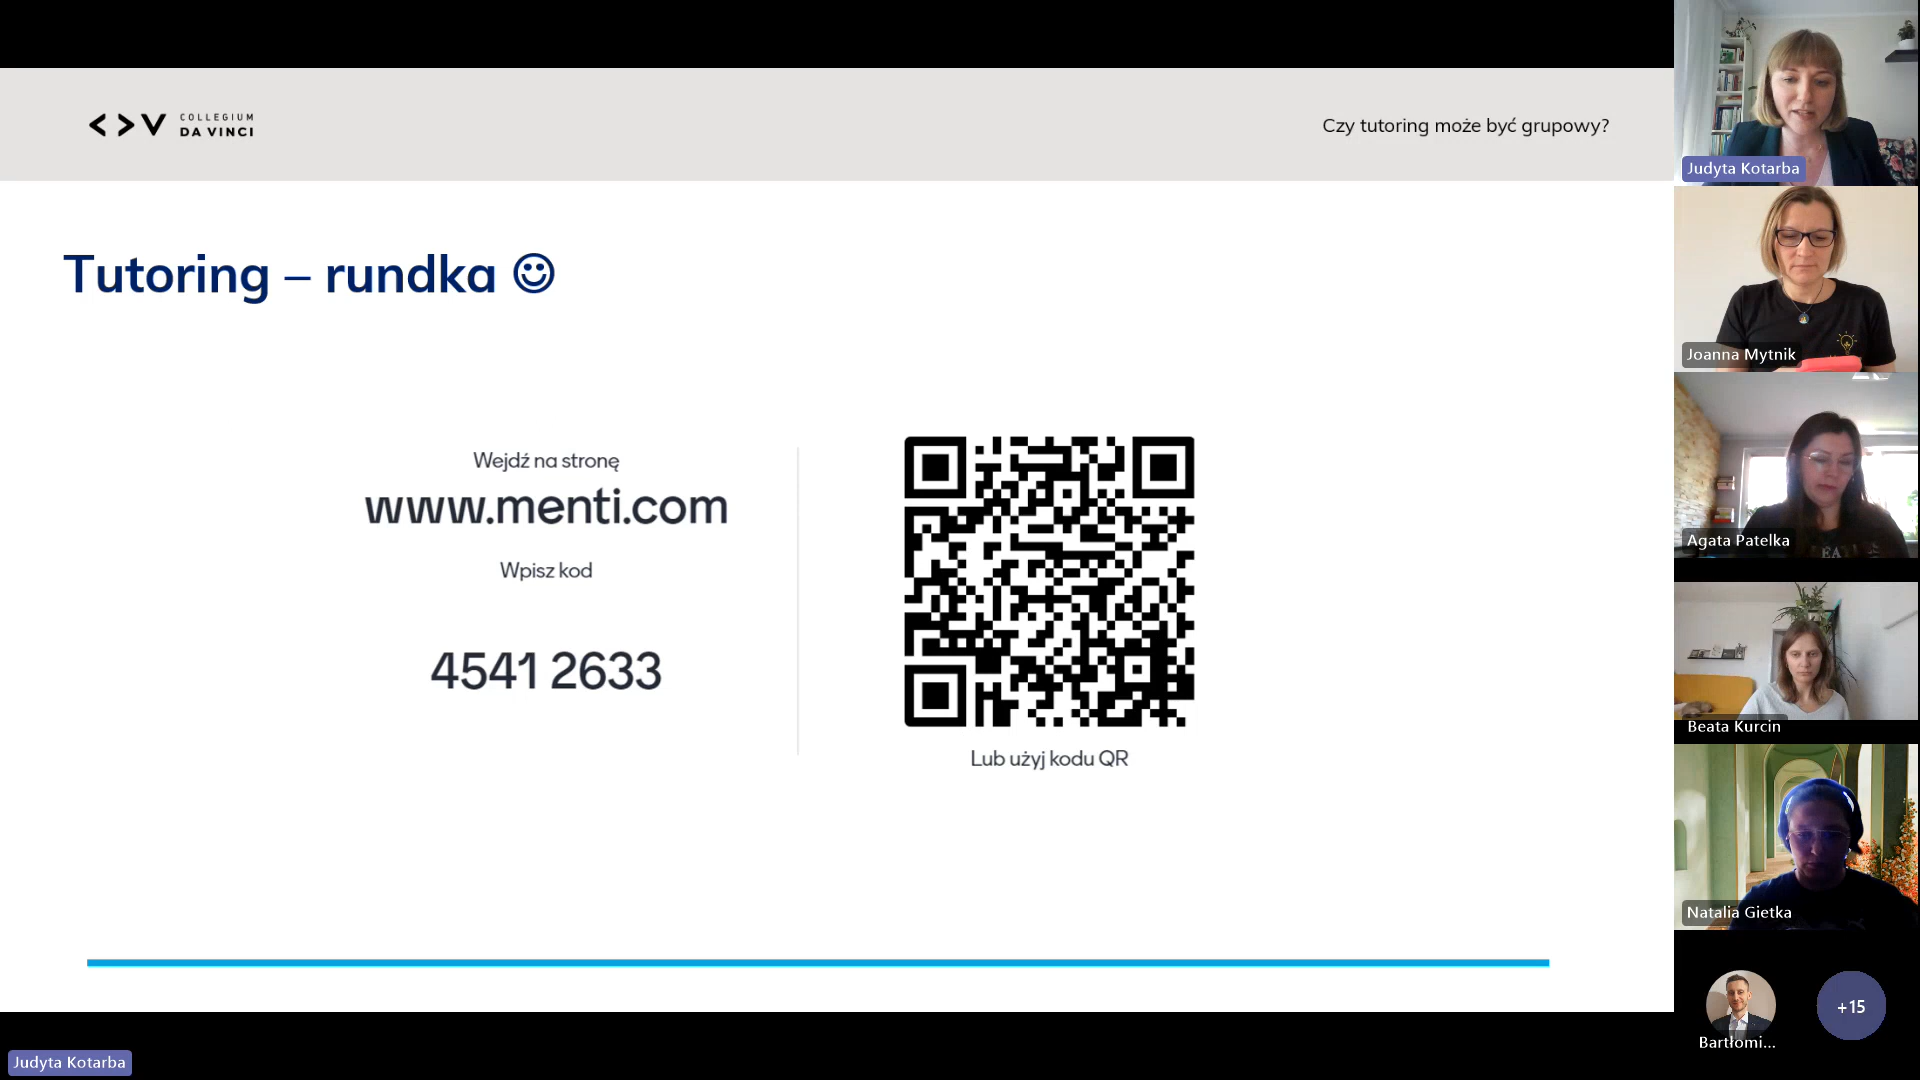 COLLEGIUM
DA VINCI
Czy tutoring może być grupowy?
Tutoring – rundka ☺
Wejdź na stronę
www.menti.com
Wpisz kod
4541 2633
Lub użyj kodu QR
Judyta Kotarba
Joanna Mytnik
Agata Patelka
Beata Kurcin
Natalia Gietka
Bartłomi...
+15
Judyta Kotarba